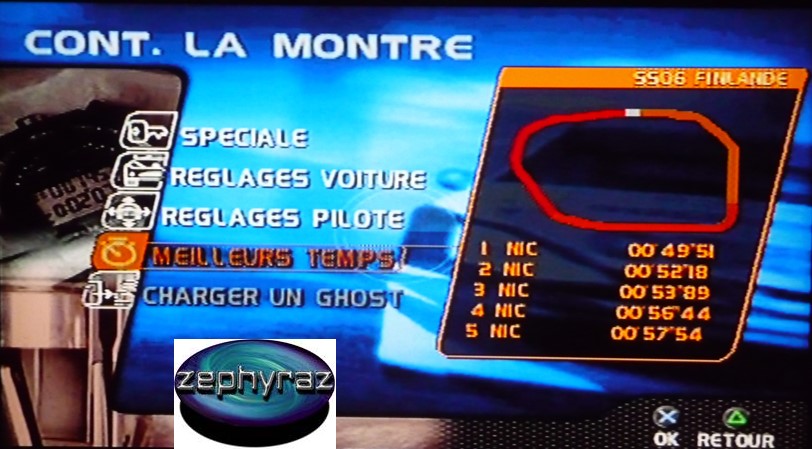 CONT. LA MONTRE
SS06 FINLANDE
SPECIALE
REGLAGES VOITURE
REGLAGES PILOTE
MEILLEURS TEMPS
CHARGER UN GHOST
1 NIC 00'49"51
2 NIC 00'52"18
3 NIC 00'53"89
4 NIC 00'56"44
5 NIC 00'57"54
zephyraz
OK RETOUR